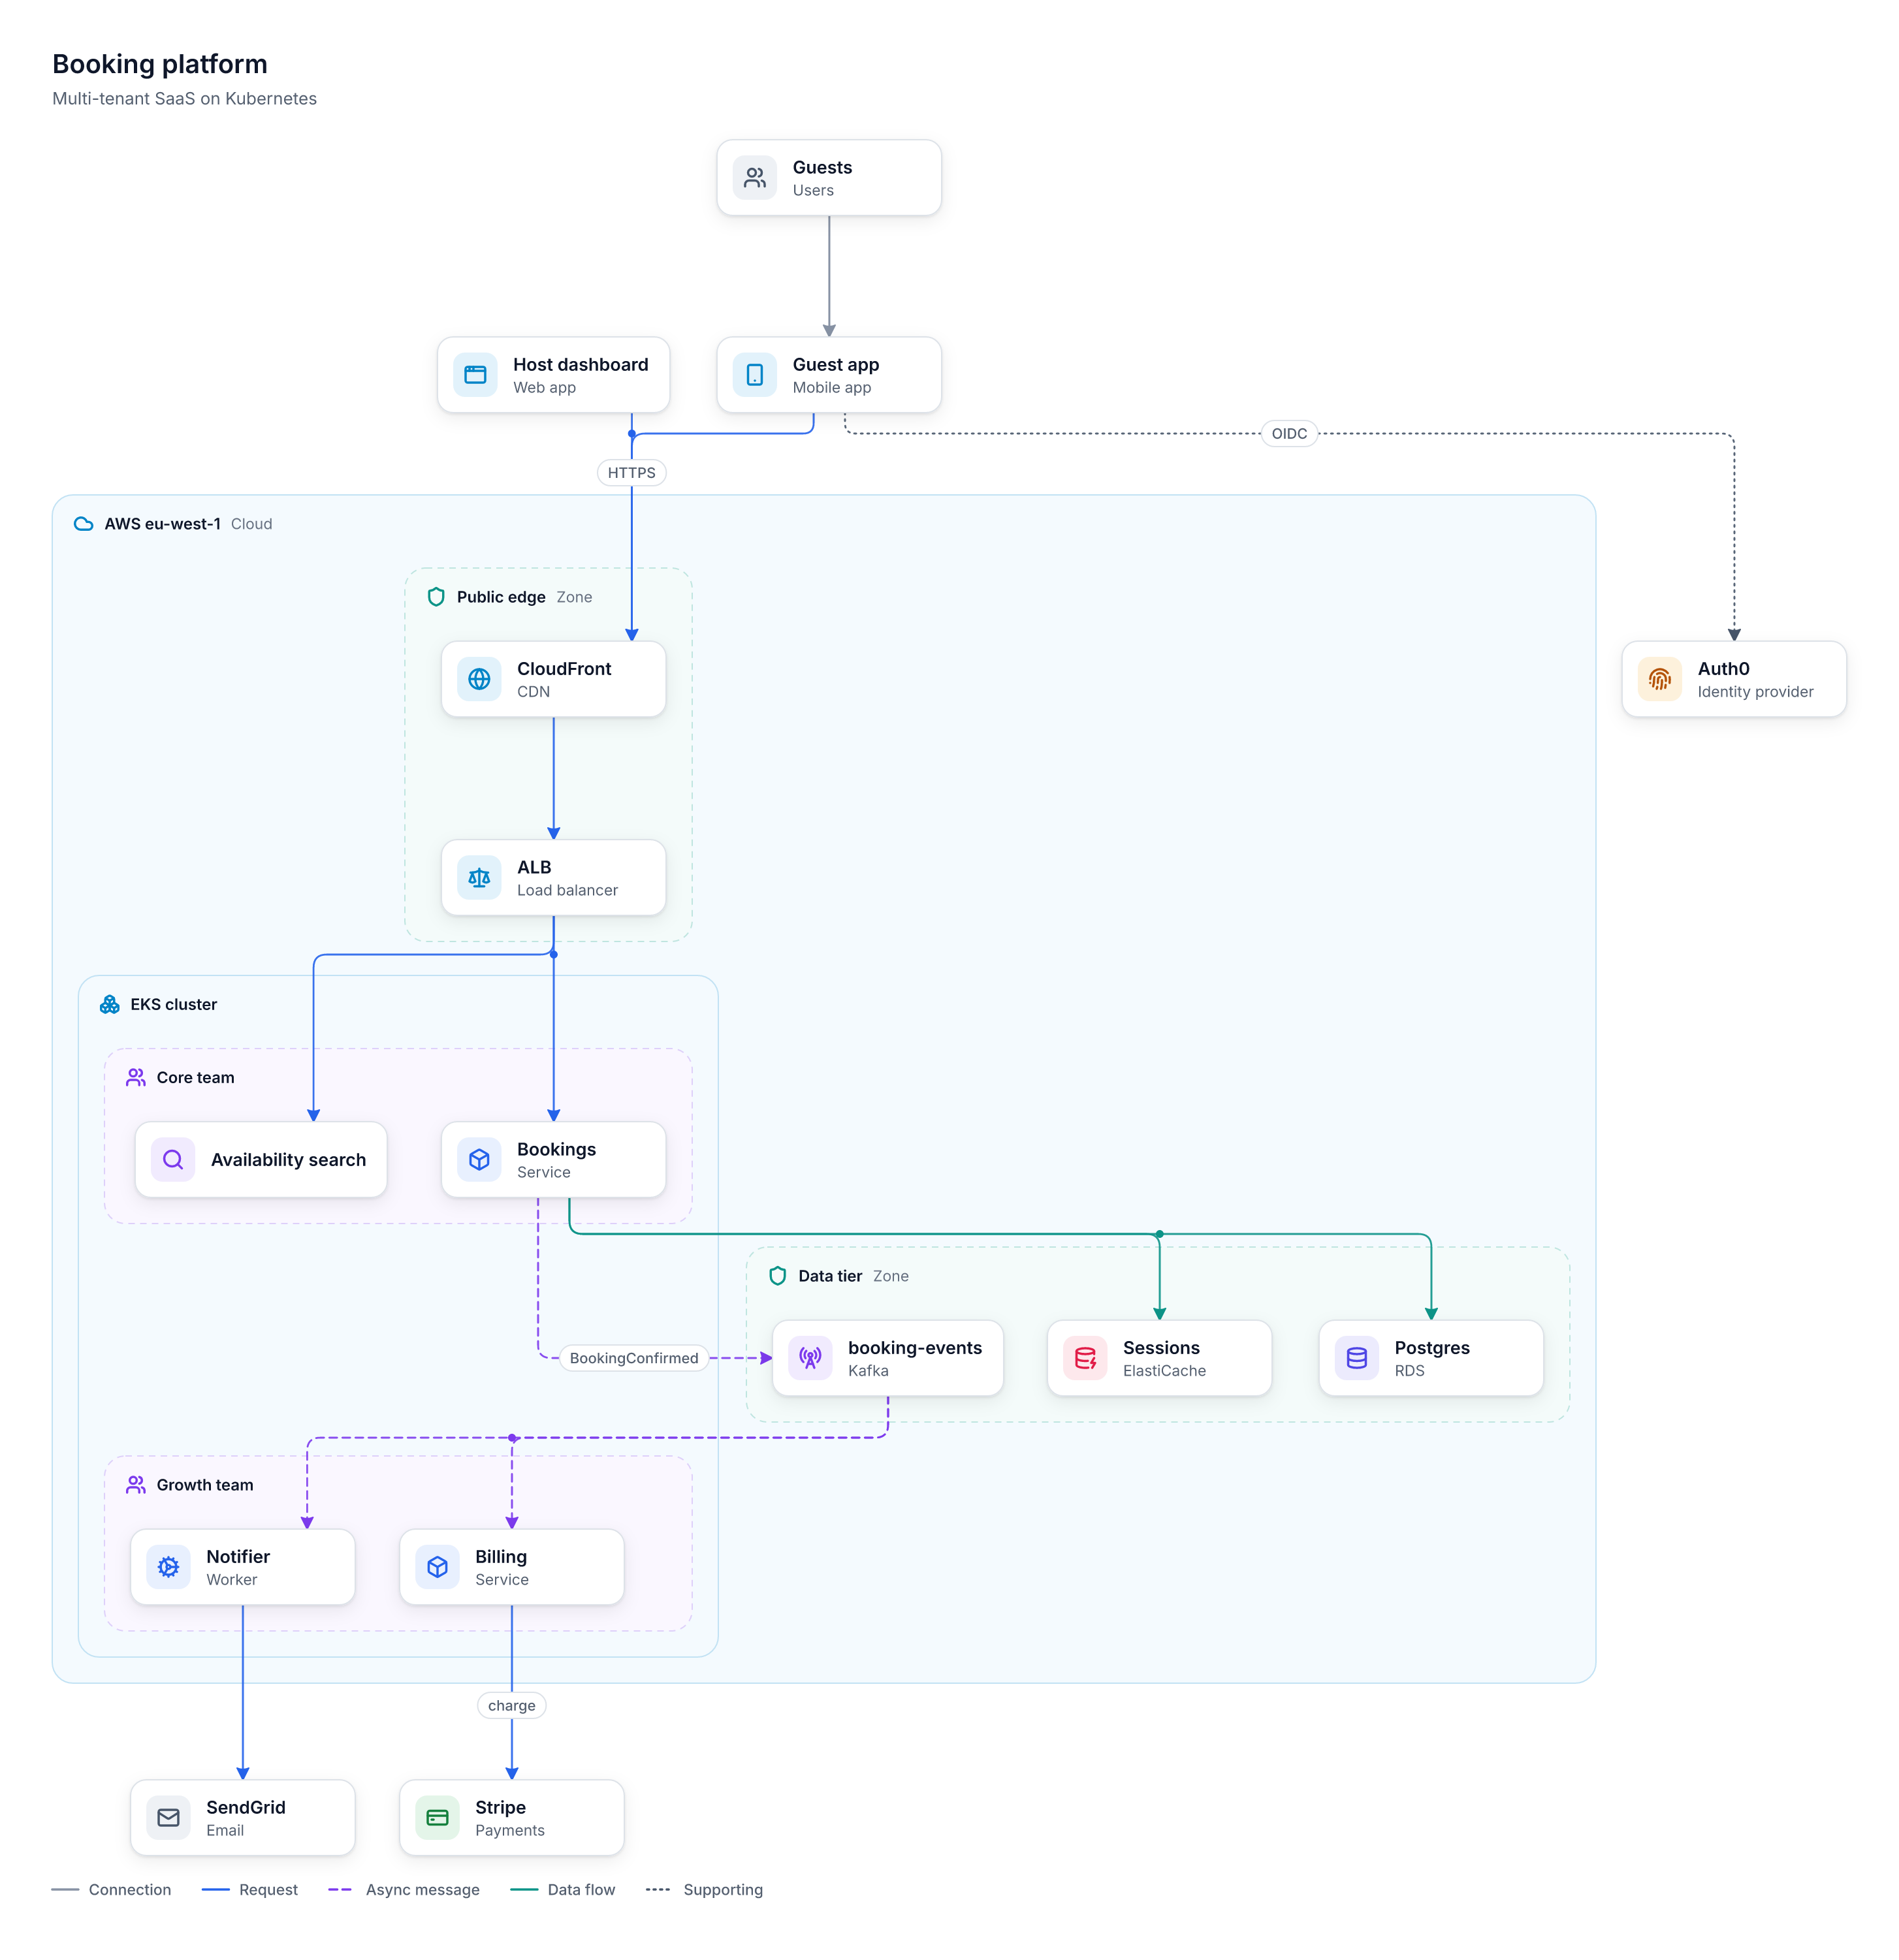 Booking platform
Multi-tenant SaaS on Kubernetes
Guests
Users
Host dashboard
Web app
Guest app
Mobile app
OIDC
HTTPS
AWS eu-west-1 Cloud
Public edge Zone
CloudFront
CDN
Auth0
Identity provider
ALB
Load balancer
EKS cluster
Core team
Availability search
Bookings
Service
Data tier Zone
BookingConfirmed
booking-events
Kafka
Sessions
ElastiCache
Postgres
RDS
Growth team
Notifier
Worker
Billing
Service
charge
SendGrid
Email
Stripe
Payments
Connection Request Async message Data flow Supporting